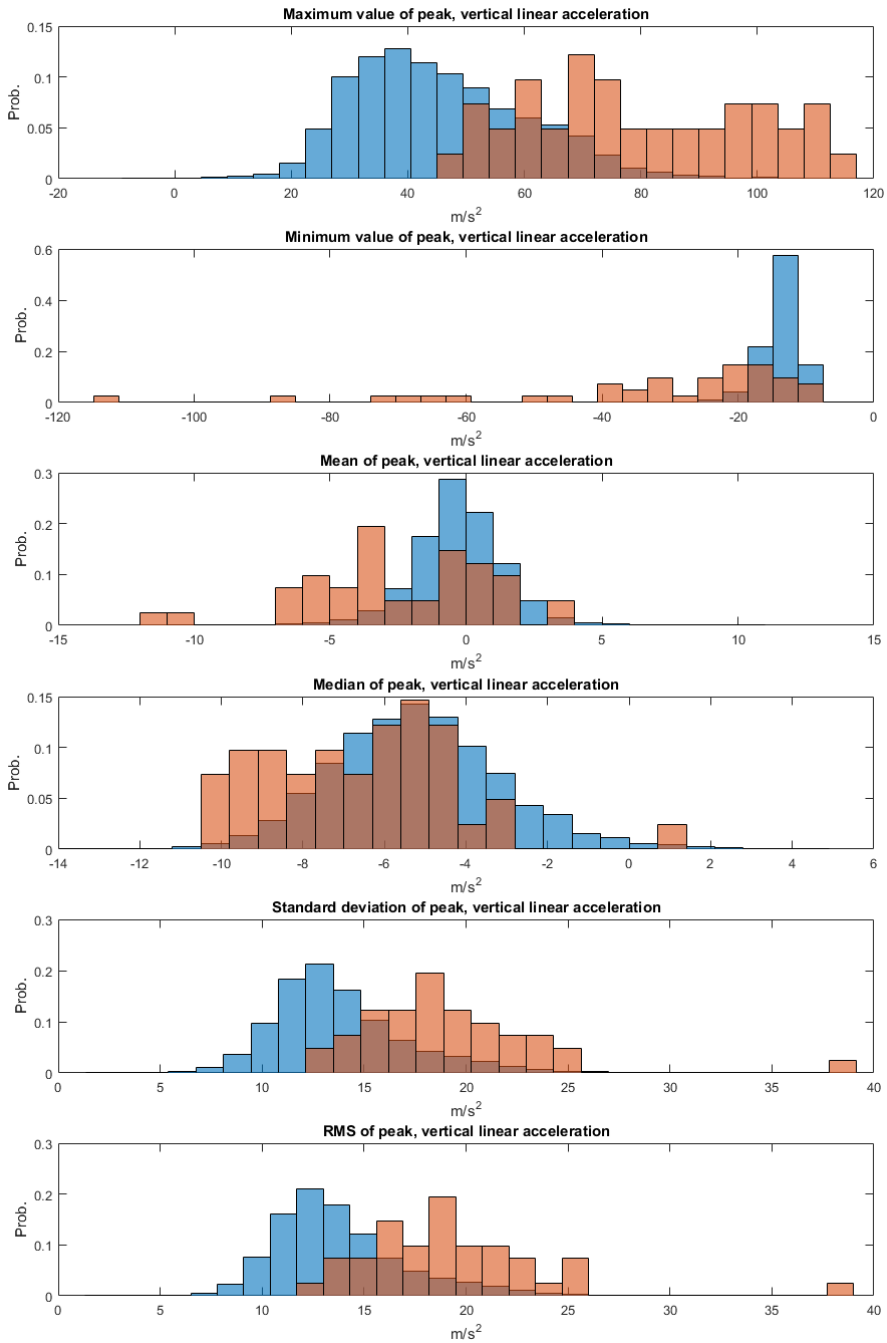 Maximum value of peak, vertical linear acceleration
0.15
0.1
0.05
0
Prob.
-20 0 20 40 60 80 100 120
m/s2
Minimum value of peak, vertical linear acceleration
0.6
0.4
0.2
0
Prob.
-120 -100 -80 -60 -40 -20 0
m/s2
Mean of peak, vertical linear acceleration
0.3
0.2
0.1
0
Prob.
-15 -10 -5 0 5 10 15
m/s2
Median of peak, vertical linear acceleration
0.15
0.1
0.05
0
Prob.
-14 -12 -10 -8 -6 -4 -2 0 2 4 6
m/s2
Standard deviation of peak, vertical linear acceleration
0.3
0.2
0.1
0
Prob.
0 5 10 15 20 25 30 35 40
m/s2
RMS of peak, vertical linear acceleration
0.3
0.2
0.1
0
Prob.
0 5 10 15 20 25 30 35 40
m/s2